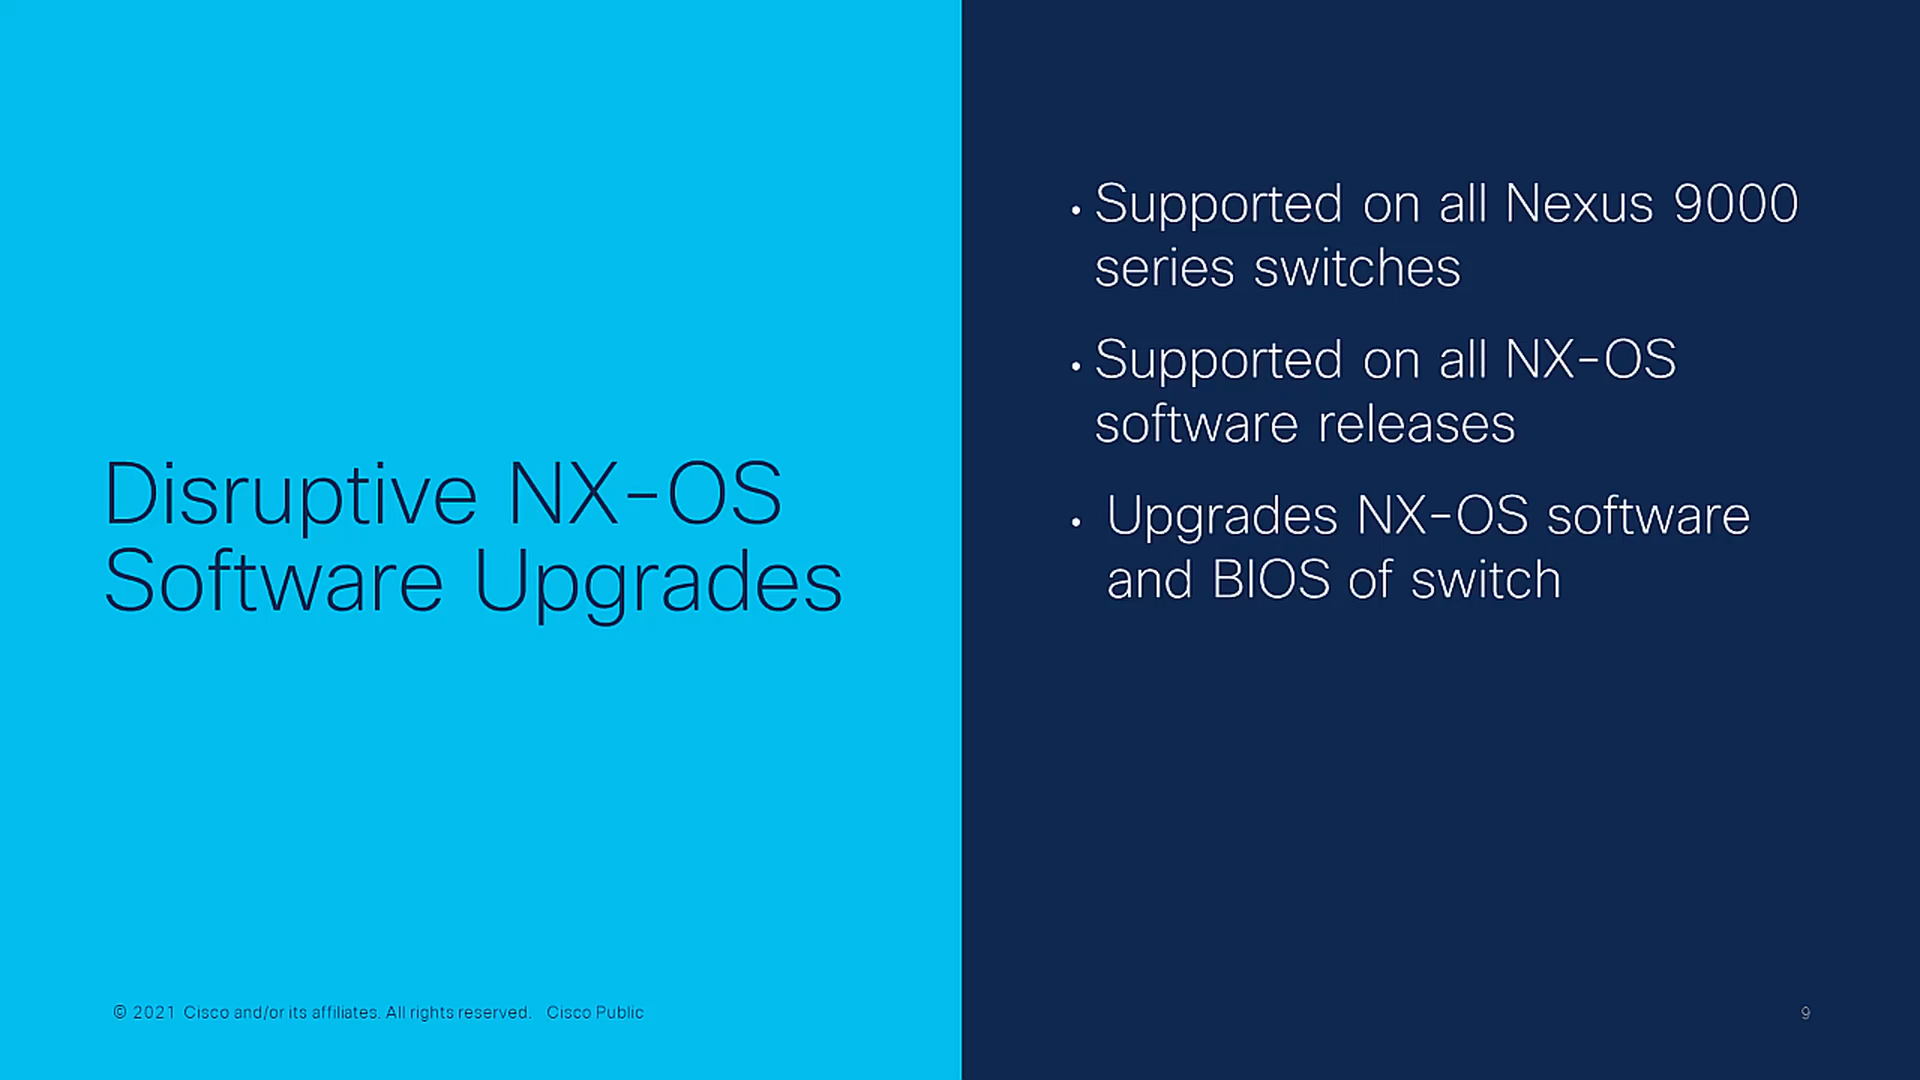 Disruptive NX-OS
Software Upgrades
• Supported on all Nexus 9000
series switches
• Supported on all NX-OS
software releases
• Upgrades NX-OS software
and BIOS of switch
© 2021 Cisco and/or its affiliates. All rights reserved. Cisco Public
9